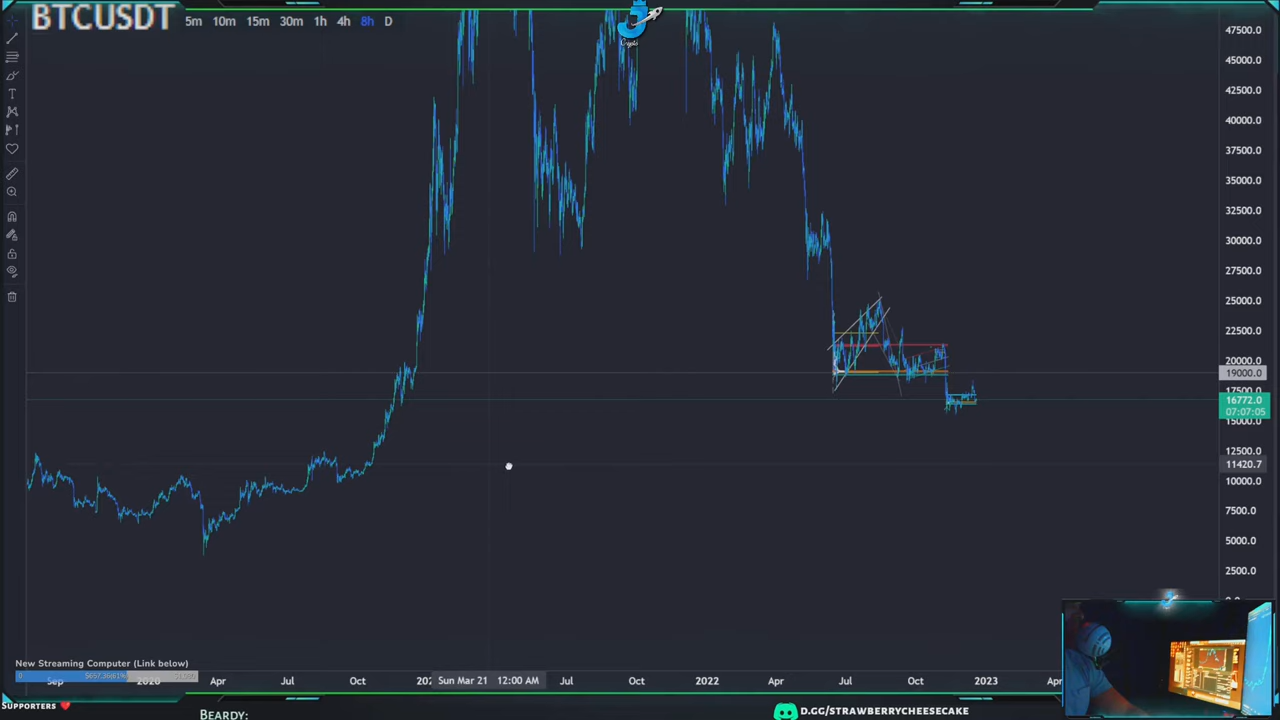 BTCUSDT
5m 10m 15m 30m 1h 4h 8h D
Crypto
47500.0
45000.0
42500.0
40000.0
37500.0
35000.0
32500.0
30000.0
27500.0
25000.0
22500.0
20000.0
19000.0
17500.0
16772.0
07:07:05
15000.0
12500.0
11420.7
10000.0
7500.0
5000.0
2500.0
New Streaming Computer (Link below)
Sep 2020 Apr Jul Oct Sun Mar 21 12:00 AM Jul Oct 2022 Apr Jul Oct 2023
SUPPORTERS ❤
BEARDY:
D.GG/STRAWBERRYCHEESECAKE